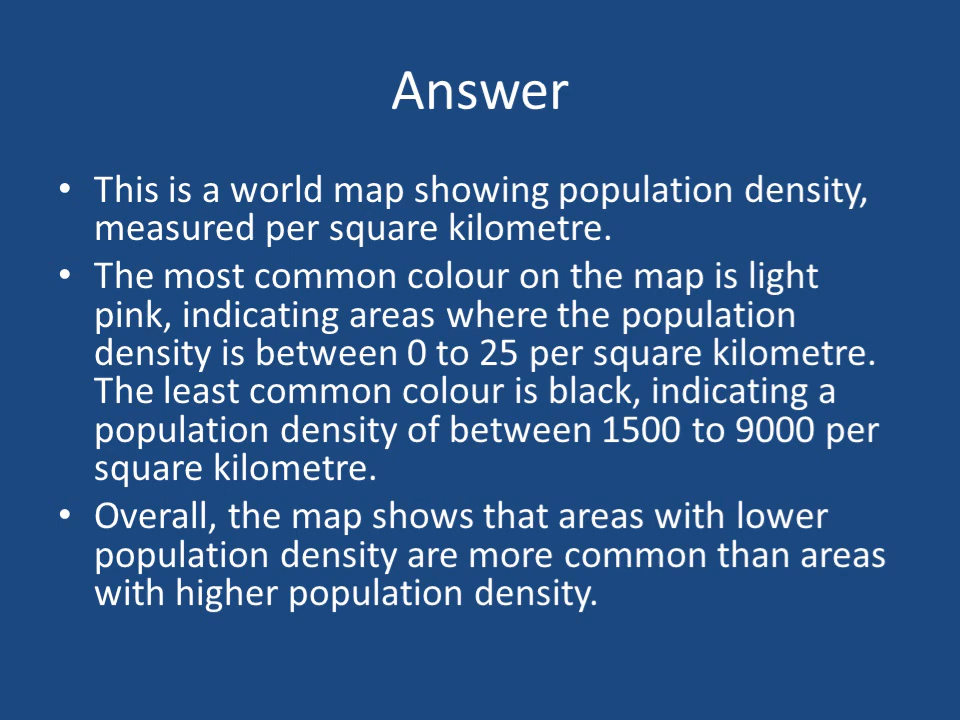 Answer
• This is a world map showing population density,
measured per square kilometre.
• The most common colour on the map is light
pink, indicating areas where the population
density is between 0 to 25 per square kilometre.
The least common colour is black, indicating a
population density of between 1500 to 9000 per
square kilometre.
• Overall, the map shows that areas with lower
population density are more common than areas
with higher population density.